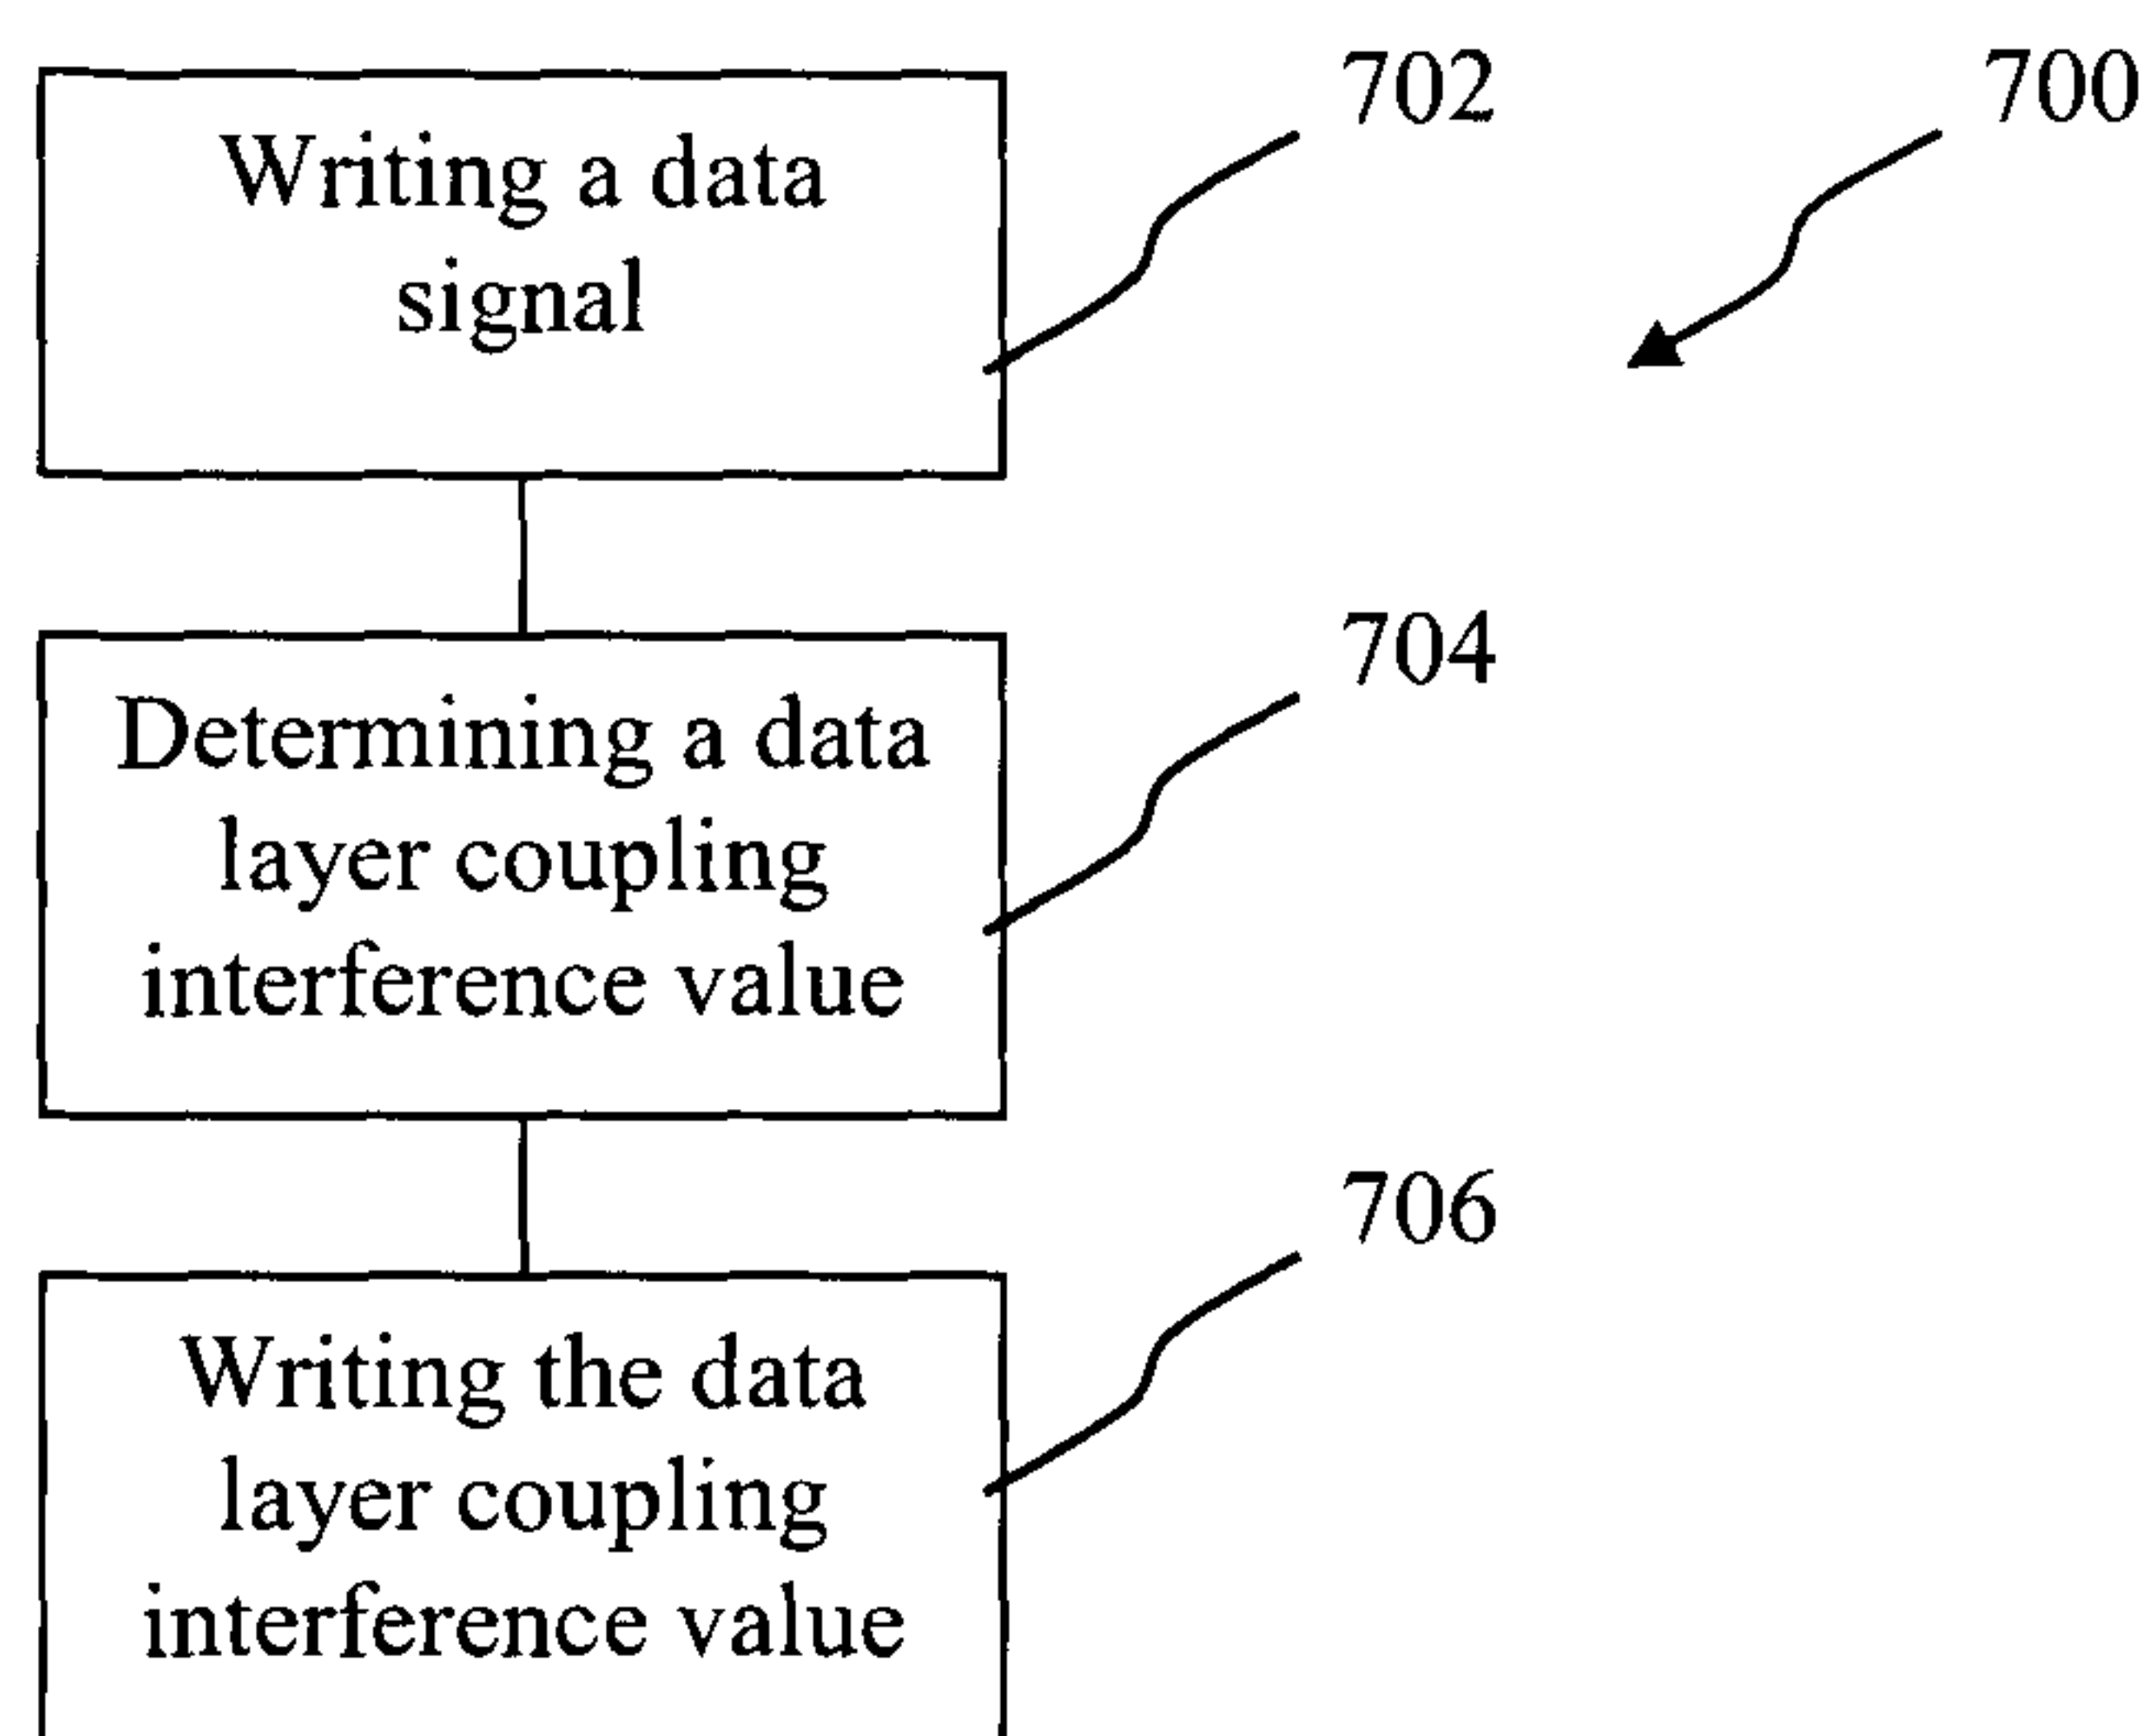 702
700
Writing a data
signal
704
Determining a data
layer coupling
interference value
706
Writing the data
layer coupling
interference value